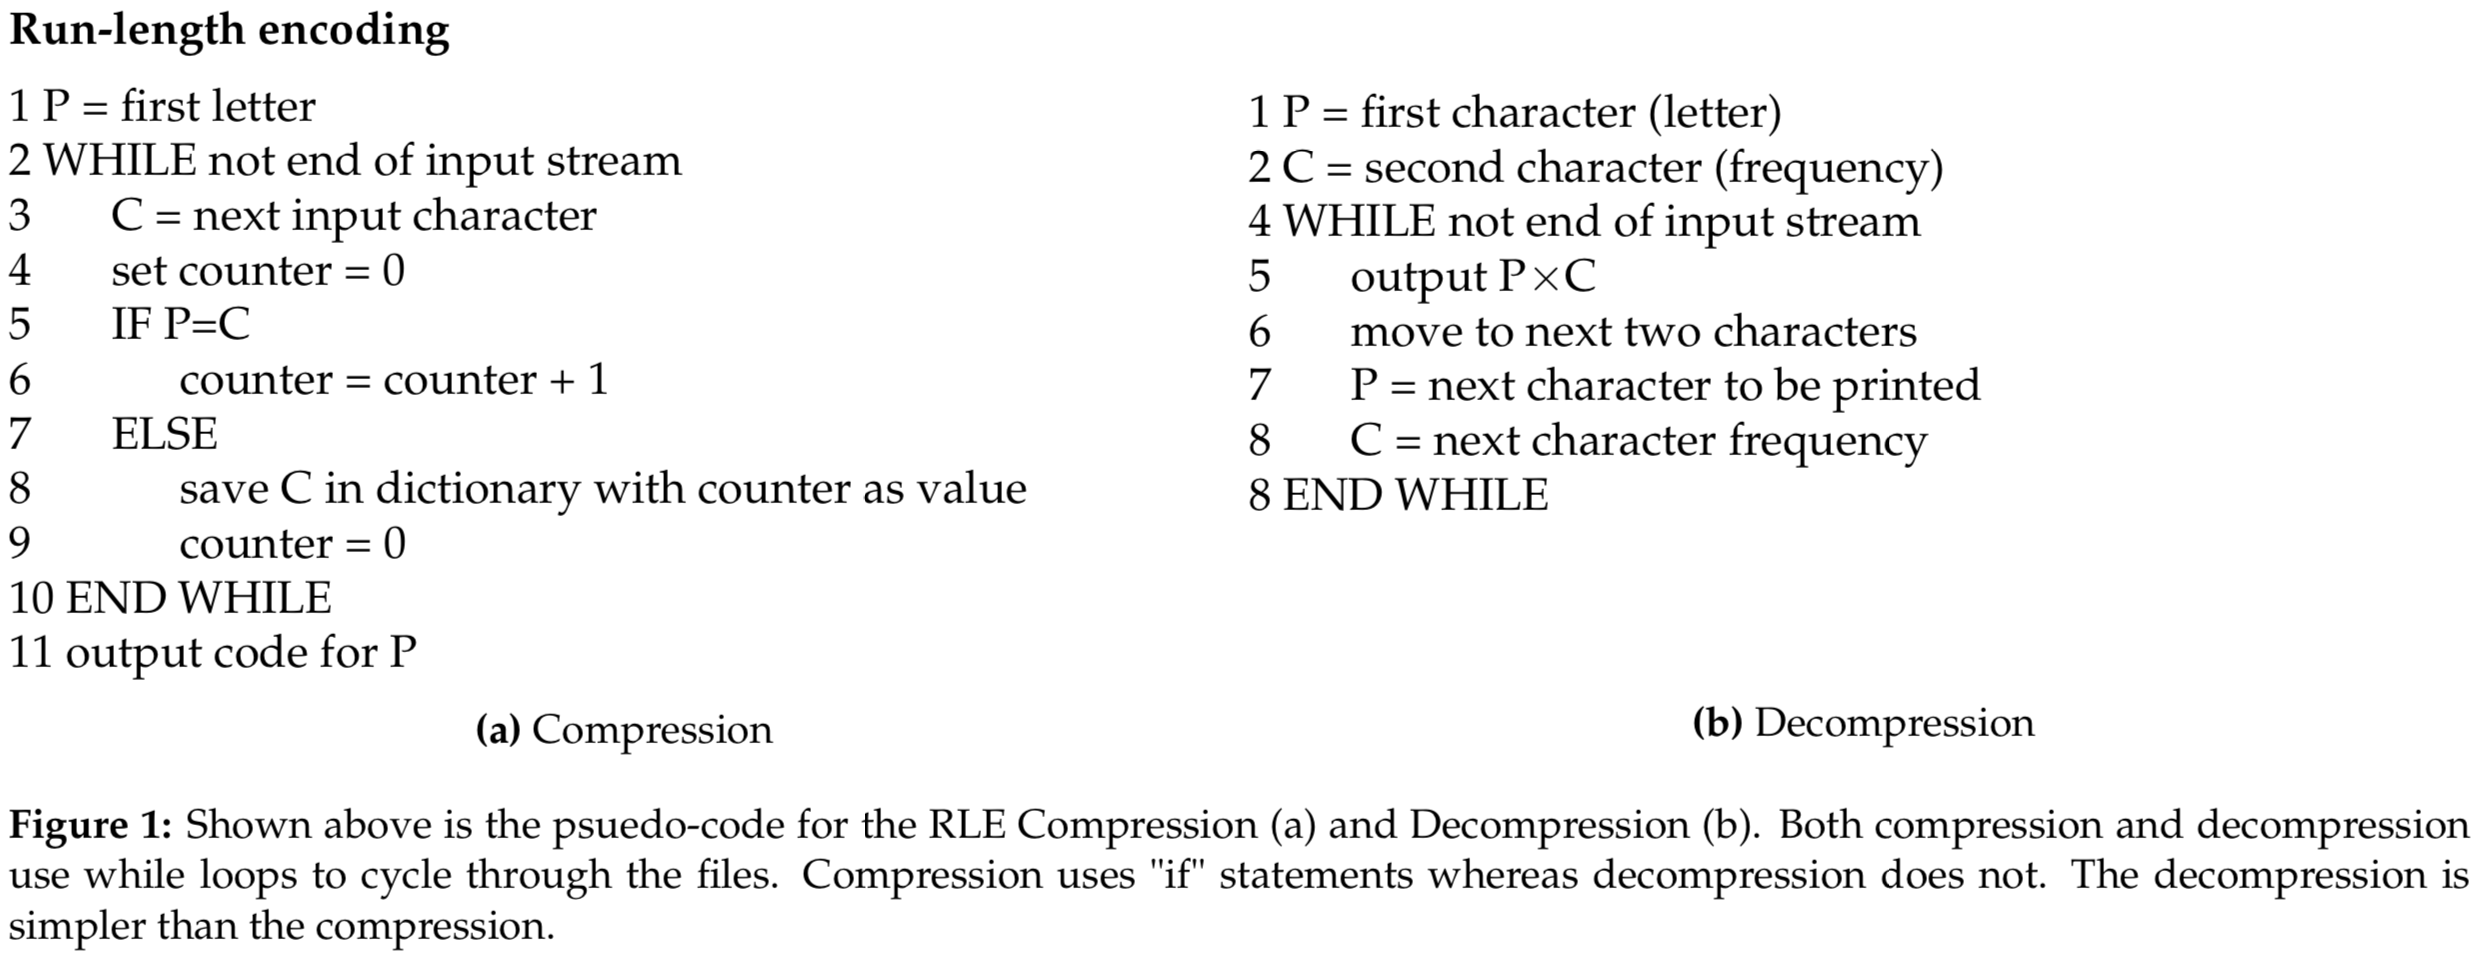 Run-length encoding
1 P = first letter
2 WHILE not end of input stream
3 C = next input character
4 set counter = 0
5 IF P=C
6 counter = counter + 1
7 ELSE
8 save C in dictionary with counter as value
9 counter = 0
10 END WHILE
11 output code for P
(a) Compression
1 P = first character (letter)
2 C = second character (frequency)
4 WHILE not end of input stream
5 output P×C
6 move to next two characters
7 P = next character to be printed
8 C = next character frequency
8 END WHILE
(b) Decompression
Figure 1: Shown above is the psuedo-code for the RLE Compression (a) and Decompression (b). Both compression and decompression
use while loops to cycle through the files. Compression uses "if" statements whereas decompression does not. The decompression is
simpler than the compression.